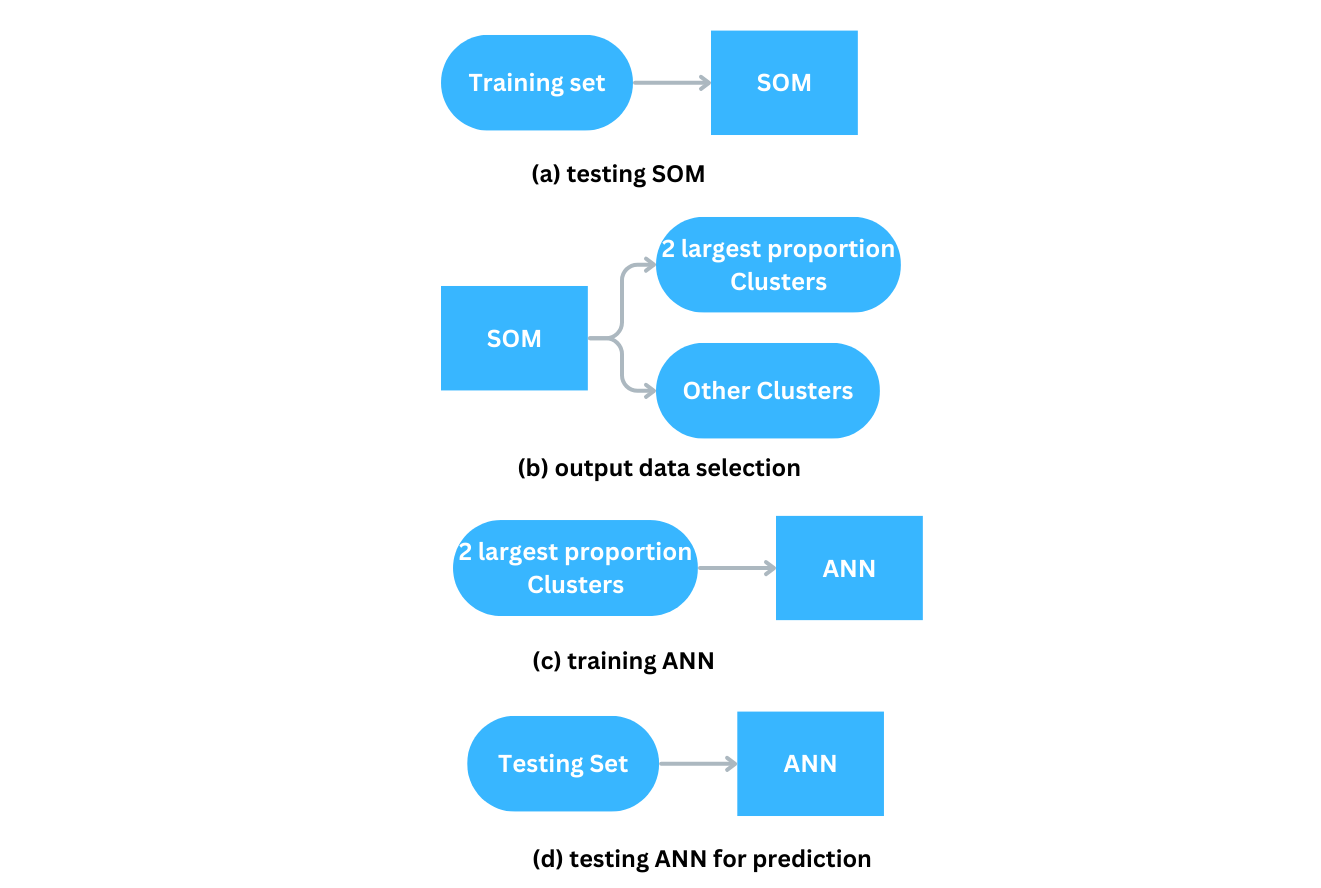 Training set
SOM
(a) testing SOM
2 largest proportion
Clusters
SOM
Other Clusters
(b) output data selection
2 largest proportion
Clusters
ANN
(c) training ANN
Testing Set
ANN
(d) testing ANN for prediction